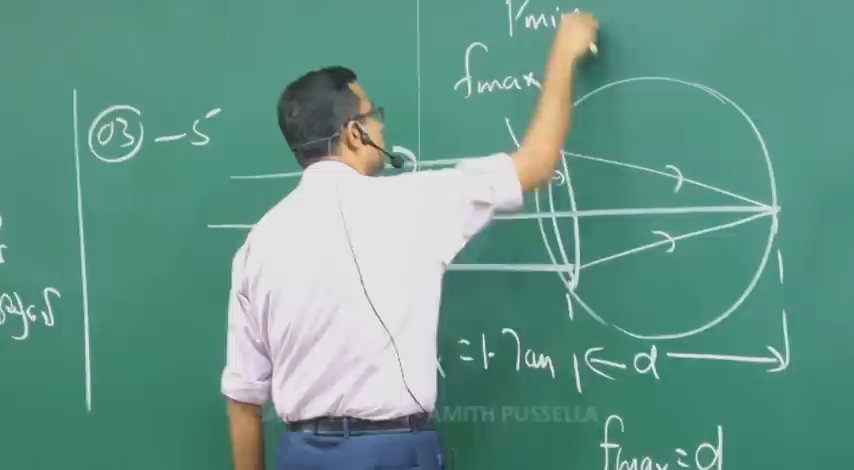 Pmin
fmax
03 - 5
= 1.7cm
d
AMITH PUSSELLA
fmax = d